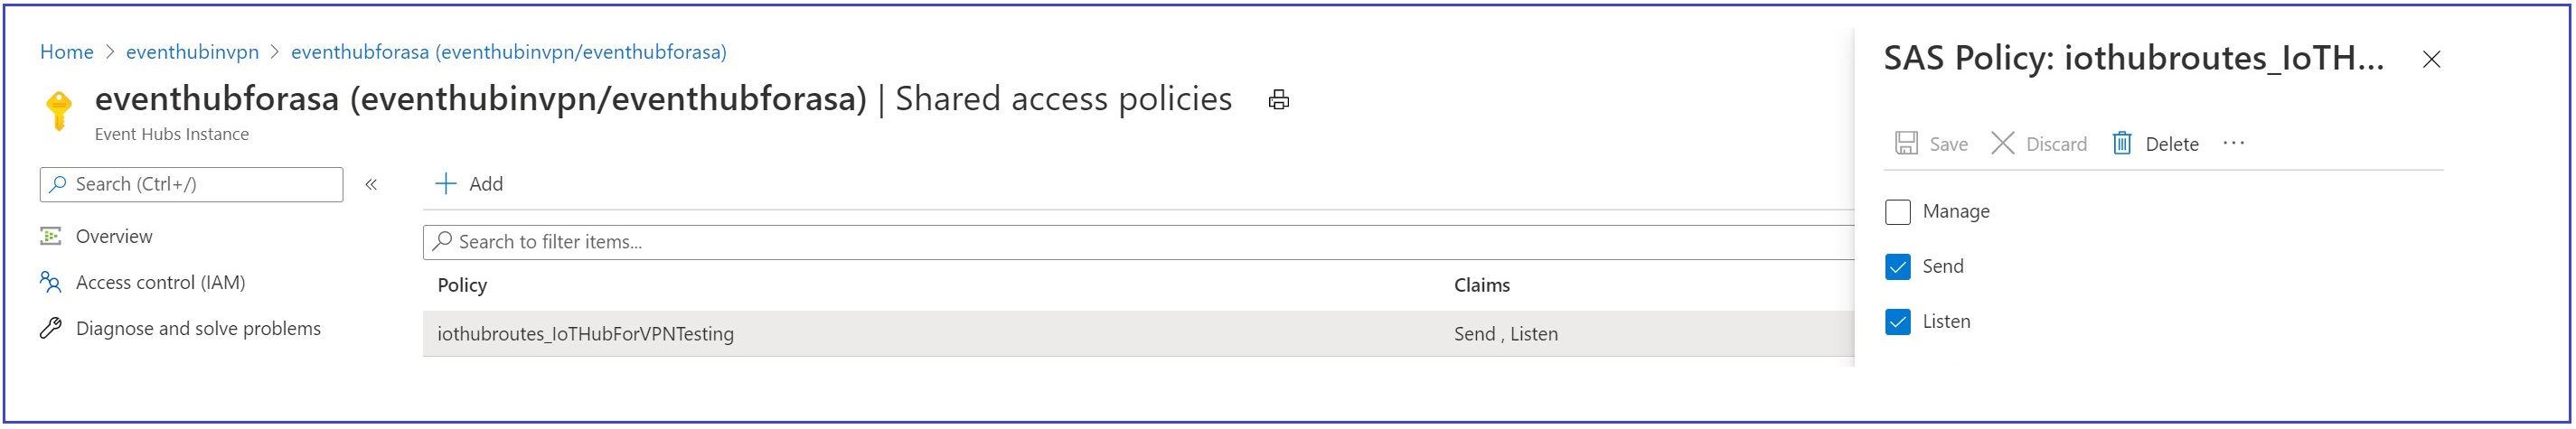 Home > eventhubinvpn > eventhubforasa (eventhubinvpn/eventhubforasa)
eventhubforasa (eventhubinvpn/eventhubforasa) | Shared access policies
Event Hubs Instance
Search (Ctrl+/) «
Overview
Access control (IAM)
Diagnose and solve problems
+ Add
Search to filter items...
Policy Claims
iothubroutes_IoTHubForVPNTesting Send , Listen
SAS Policy: iothubroutes_IoTH...
Save Discard Delete ...
Manage
Send
Listen